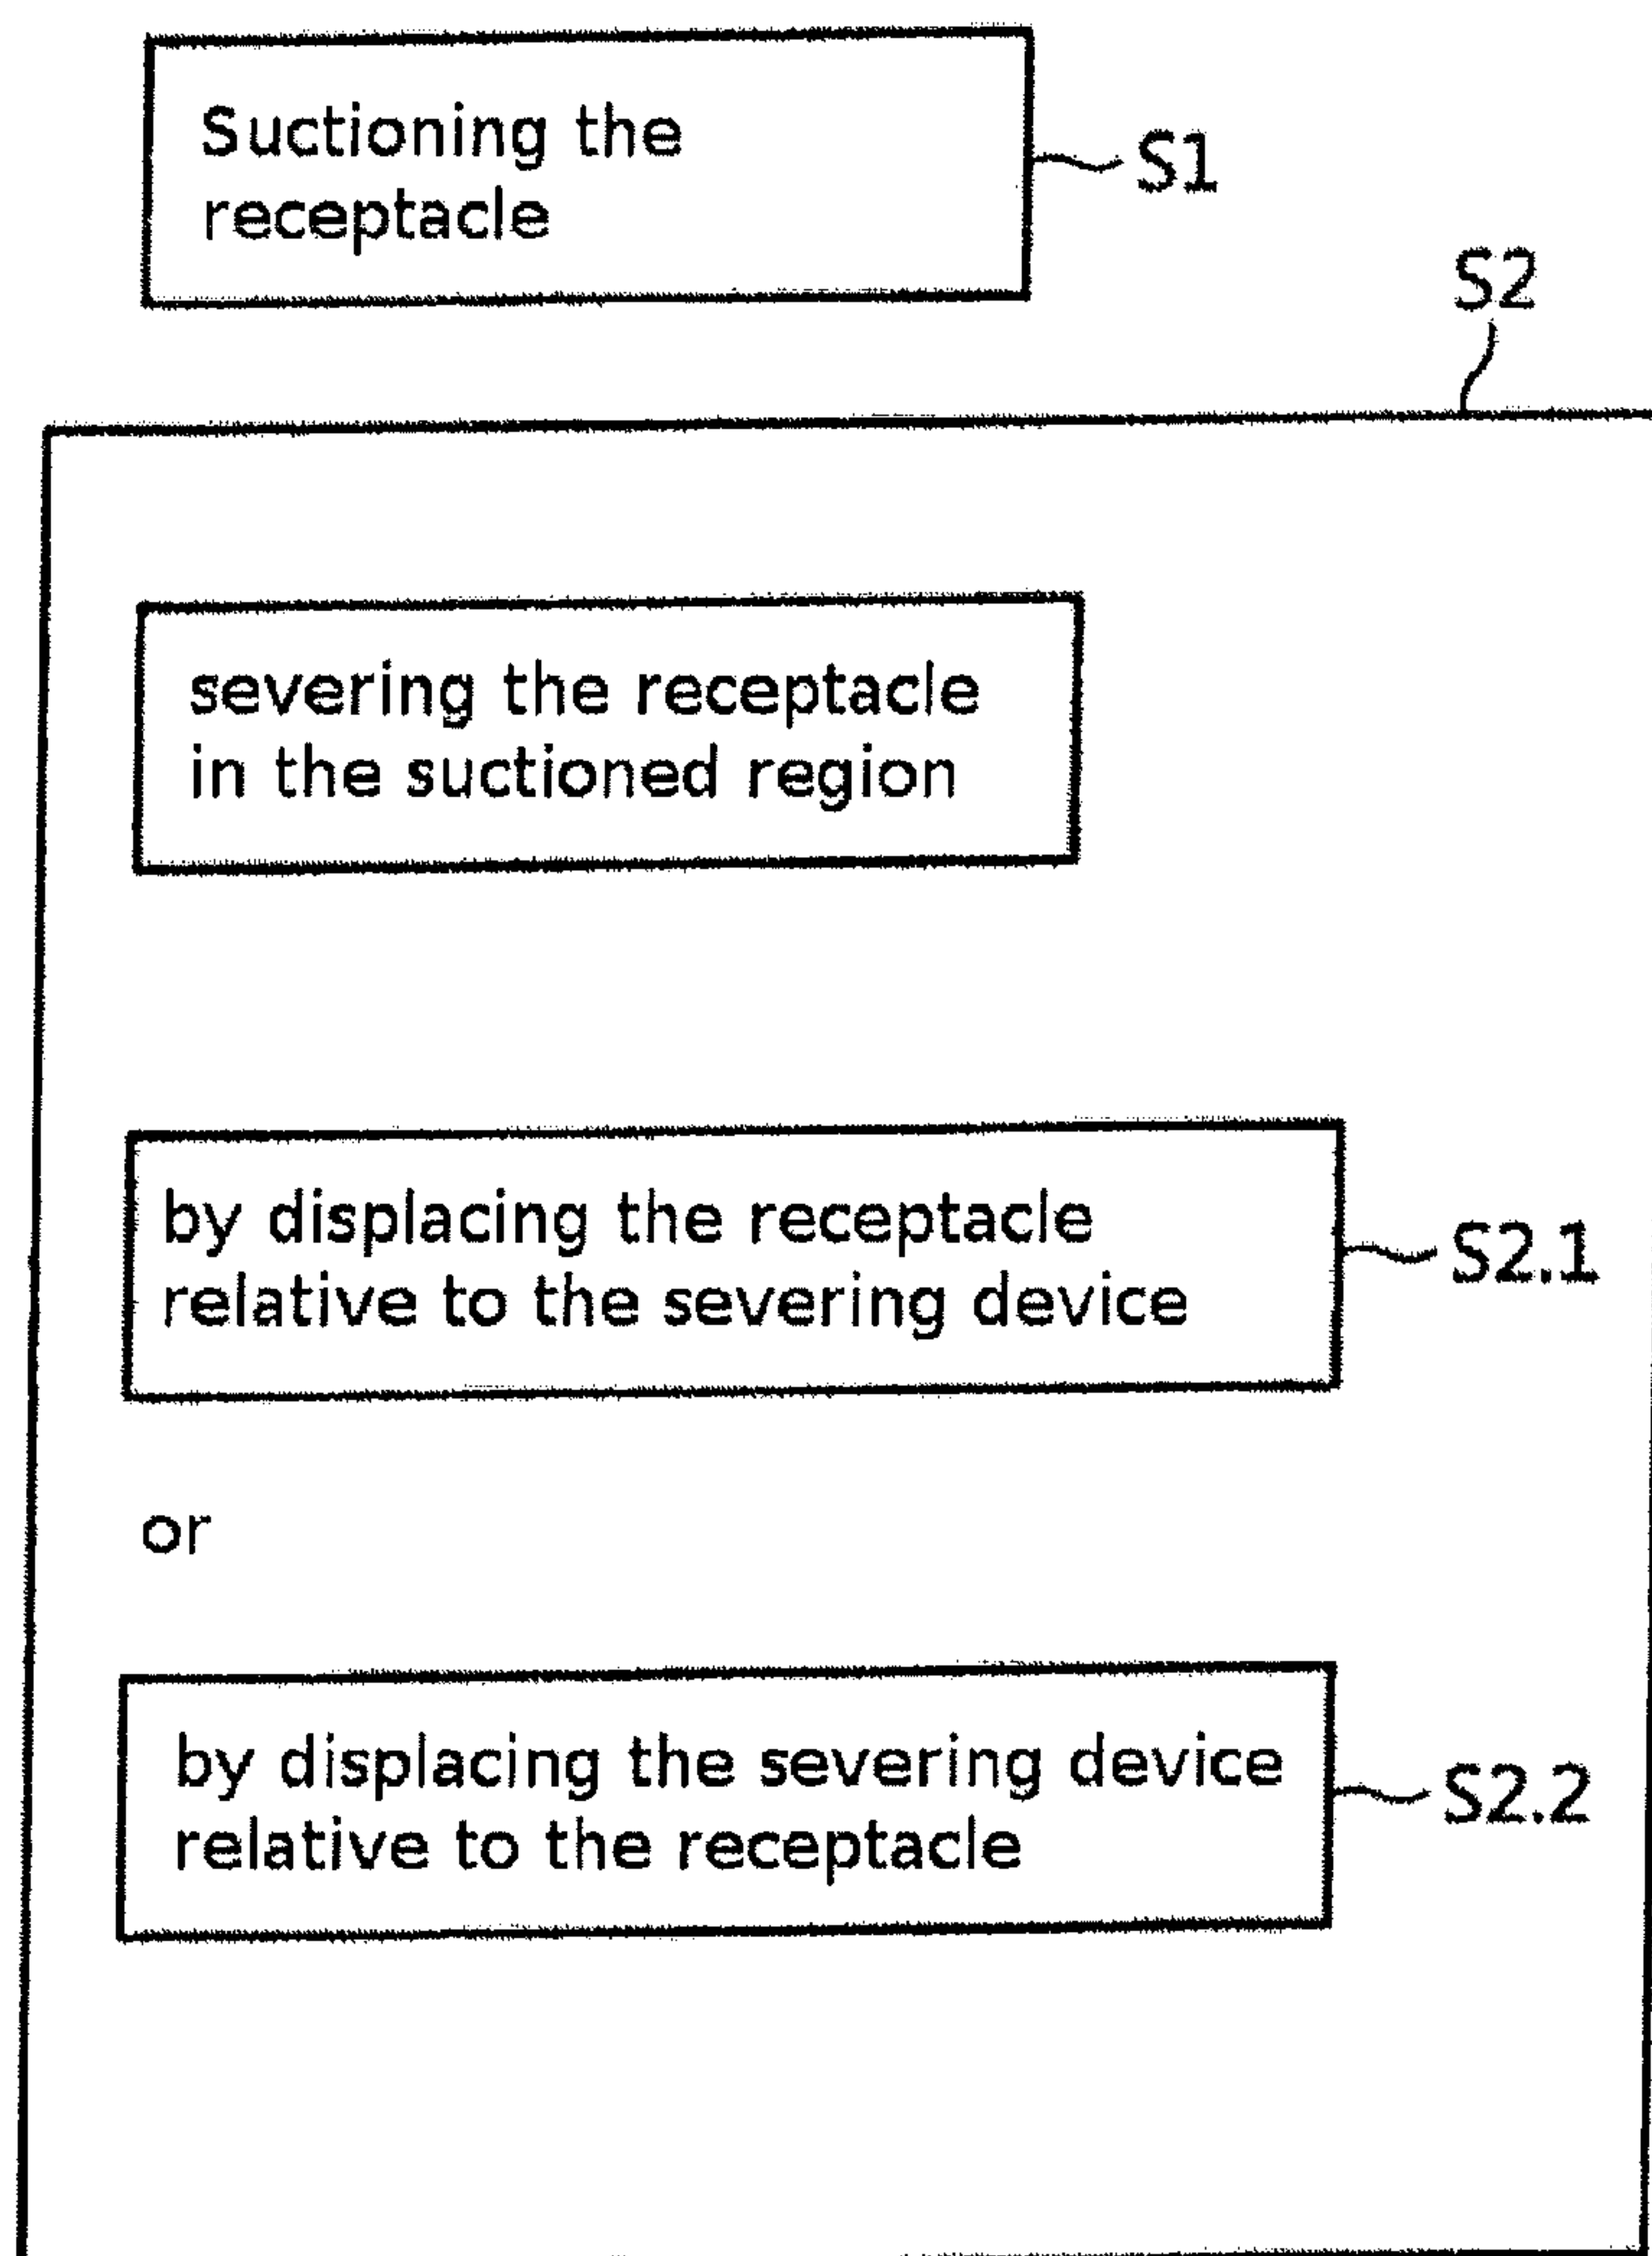 Suctioning the
receptacle
S1
S2
severing the receptacle
in the suctioned region
by displacing the receptacle
relative to the severing device
S2.1
or
by displacing the severing device
relative to the receptacle
S2.2